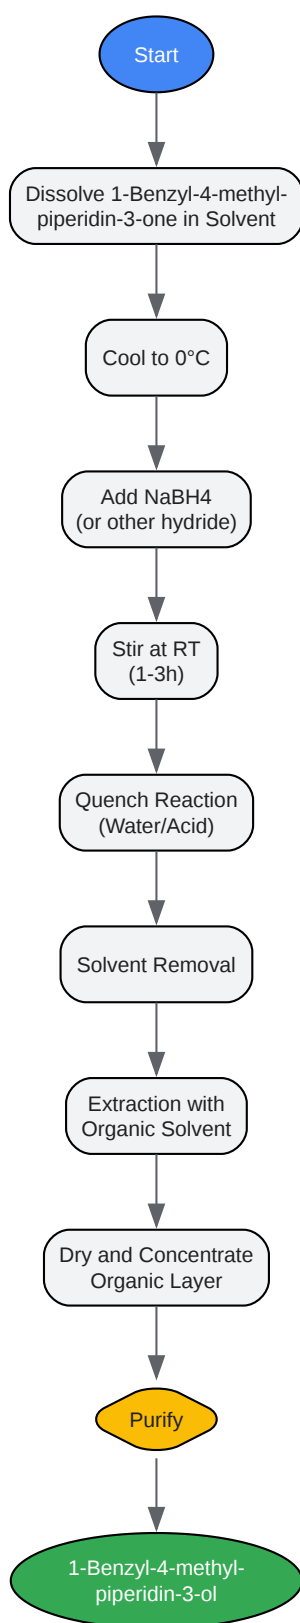 Start
Dissolve 1-Benzyl-4-methyl-
piperidin-3-one in Solvent
Cool to 0°C
Add NaBH4
(or other hydride)
Stir at RT
(1-3h)
Quench Reaction
(Water/Acid)
Solvent Removal
Extraction with
Organic Solvent
Dry and Concentrate
Organic Layer
Purify
1-Benzyl-4-methyl-
piperidin-3-ol